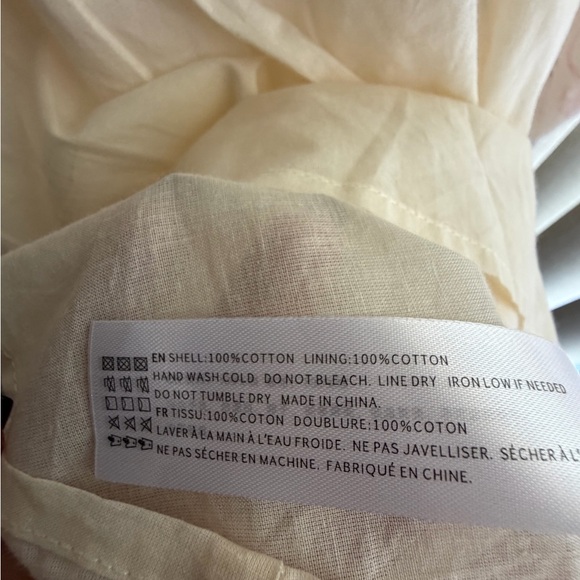 EN SHELL:100%COTTON LINING:100%COTTON
HAND WASH COLD. DO NOT BLEACH. LINE DRY IRON LOW IF NEEDED
DO NOT TUMBLE DRY MADE IN CHINA.
FR TISSU:100%COTON DOUBLURE:100%COTTON
LAVER À LA MAIN À L'EAU FROIDE. NE PAS JAVELLISER. SÉCHER À L'
NE PAS SÉCHER EN MACHINE. FABRIQUÉ EN CHINE.